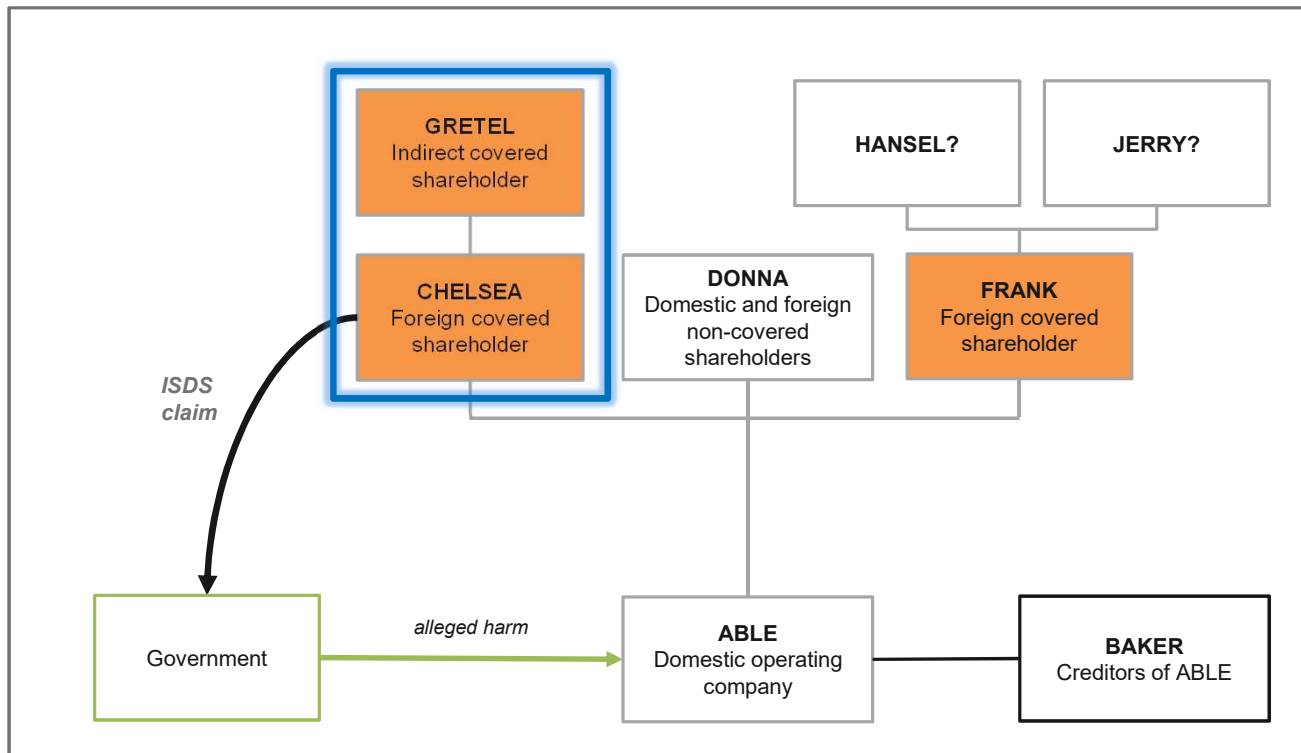 GRETEL
Indirect covered
shareholder
HANSEL?
JERRY?
CHELSEA
Foreign covered
shareholder
DONNA
Domestic and foreign
non-covered
shareholders
FRANK
Foreign covered
shareholder
ISDS
claim
Government
alleged harm
ABLE
Domestic operating
company
BAKER
Creditors of ABLE